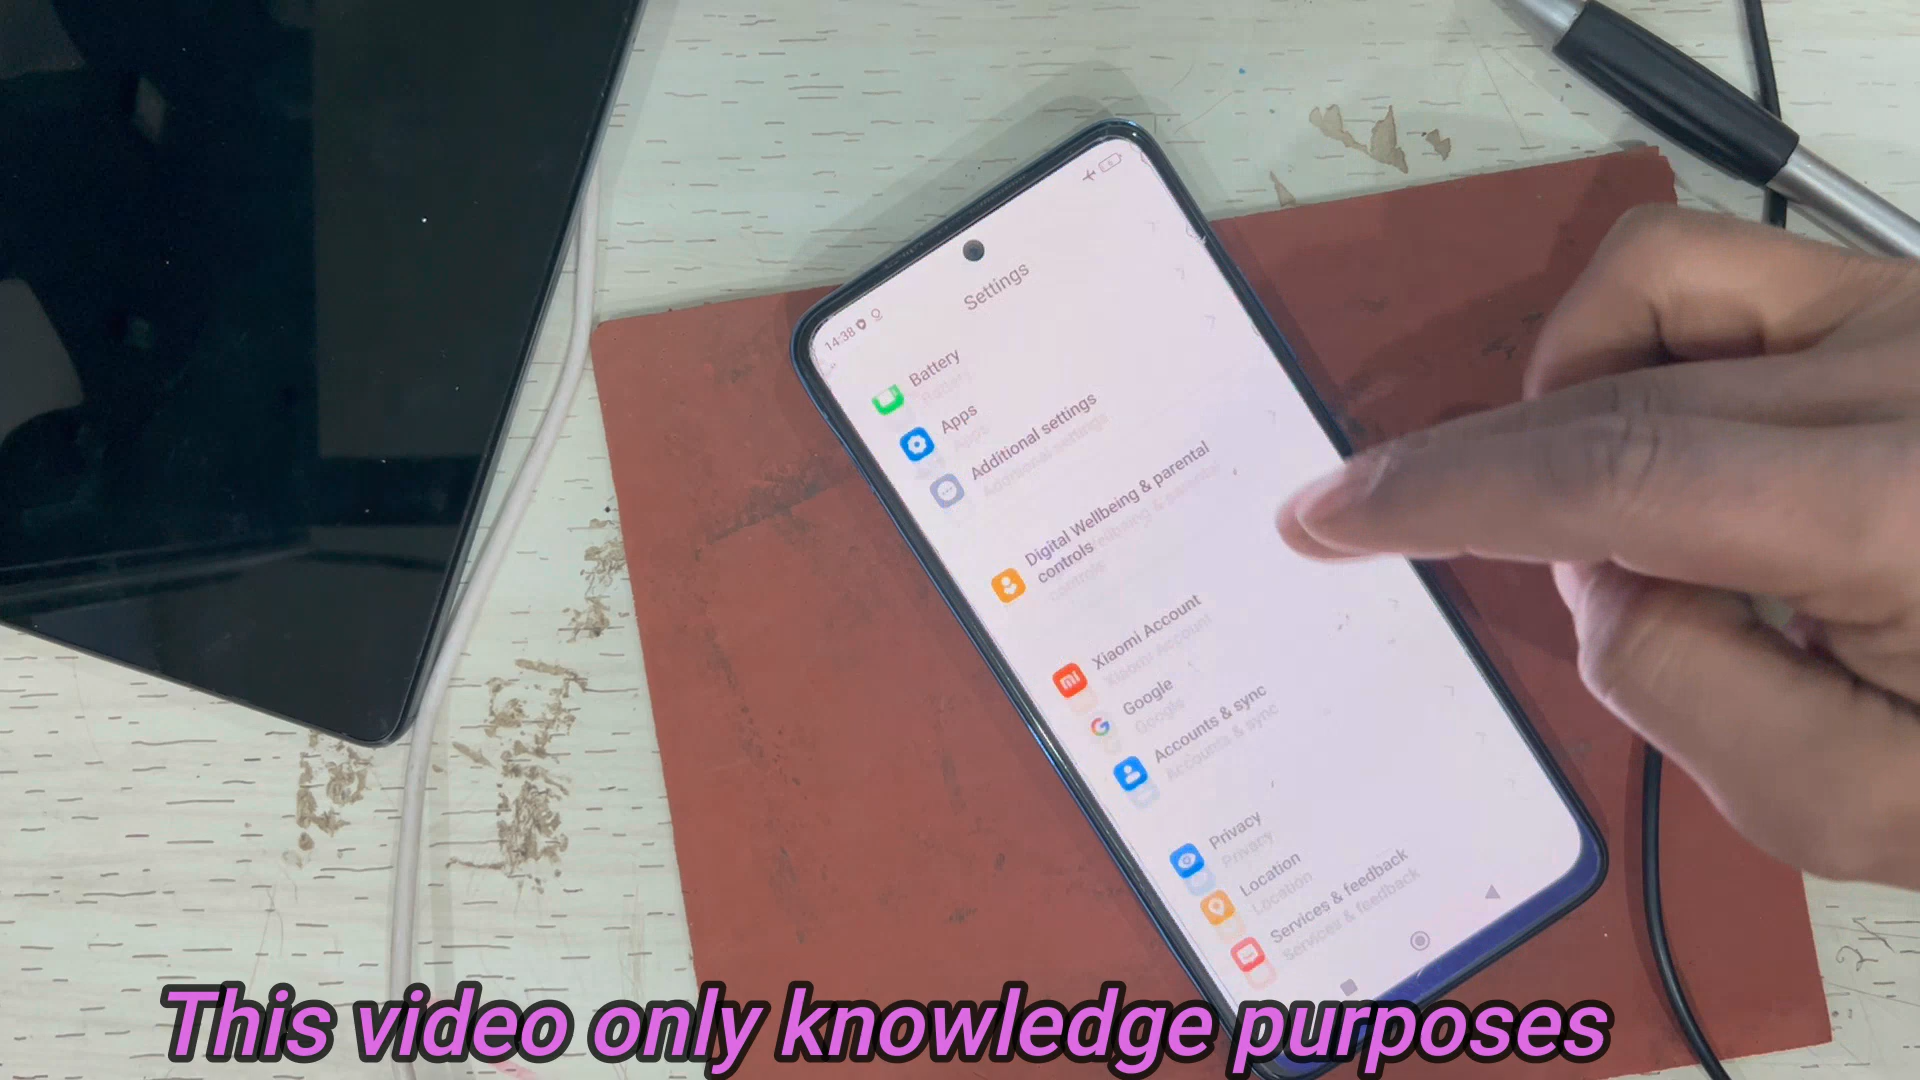 14:38
Settings
Battery
Apps
Additional settings
Digital Wellbeing & parental
controls
Xiaomi Account
Google
Accounts & sync
Privacy
Location
Services & feedback
This video only knowledge purposes